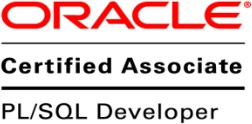 ORACLE®
Certified Associate
PL/SQL Developer